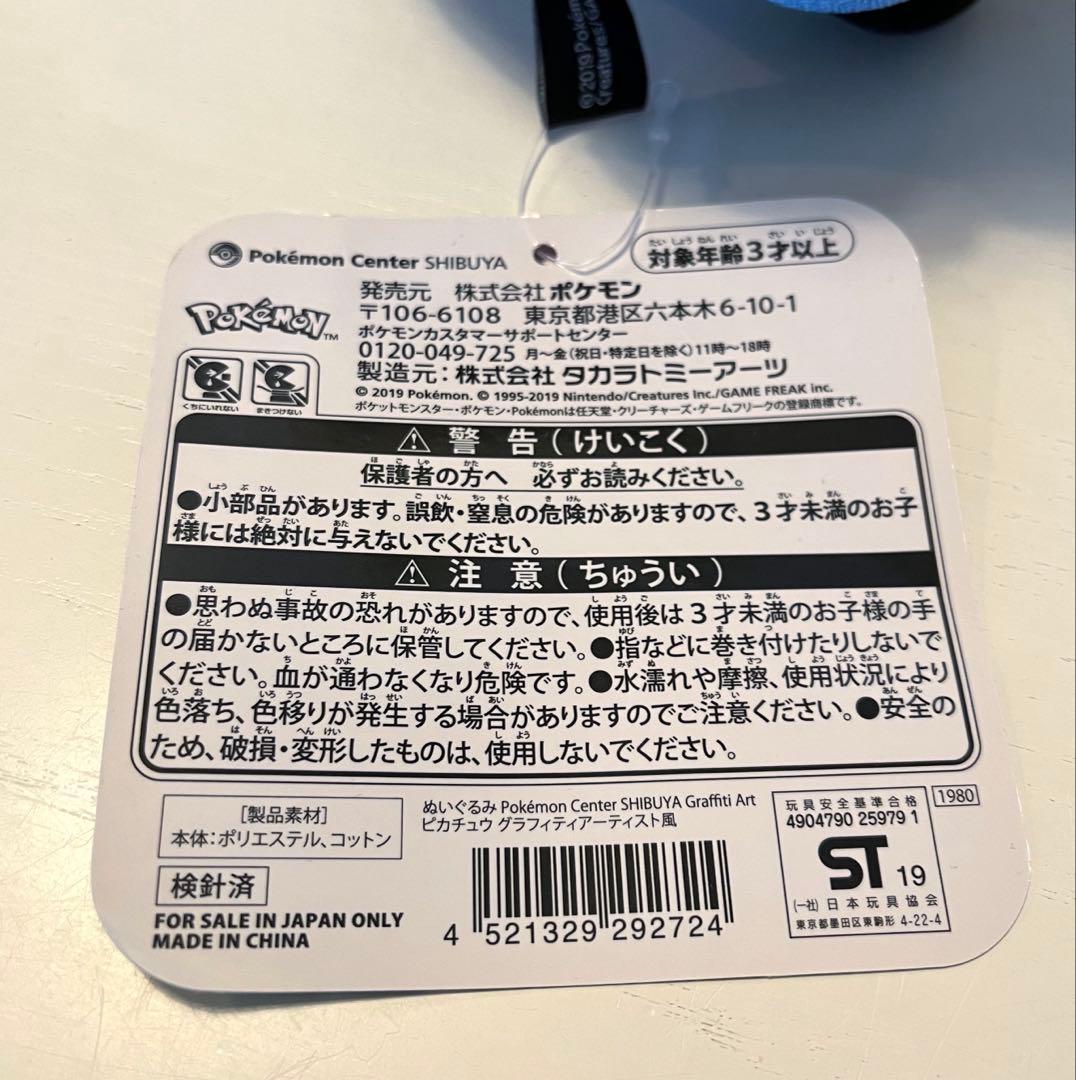 ©2019 Pokém
Creatures/GA
Pokémon Center SHIBUYA
対象年齢3才以上
たいしょうねんれい さい いじょう
発売元 株式会社ポケモン
POKéMON™
〒106-6108 東京都港区六本木6-10-1
ポケモンカスタマーサポートセンター
0120-049-725 月～金(祝日・特定日を除く)11時～18時
製造元：株式会社 タカラトミーアーツ
© 2019 Pokémon. © 1995-2019 Nintendo/Creatures Inc./GAME FREAK inc.
ポケットモンスター・ポケモン・Pokémonは任天堂・クリーチャーズ・ゲームフリークの登録商標です。
くちにいれない まきつけない
⚠警 告(けいこく)
保護者の方へ 必ずお読みください。
●小部品があります。誤飲・窒息の危険がありますので、3才未満のお子
様には絶対に与えないでください。
⚠注 意(ちゅうい)
●思わぬ事故の恐れがありますので、使用後は3才未満のお子様の手
の届かないところに保管してください。●指などに巻き付けたりしないで
ください。血が通わなくなり危険です。●水濡れや摩擦、使用状況により
色落ち、色移りが発生する場合がありますのでご注意ください。●安全の
ため、破損・変形したものは、使用しないでください。
[製品素材]
本体：ポリエステル、コットン
検針済
FOR SALE IN JAPAN ONLY
MADE IN CHINA
ぬいぐるみ Pokémon Center SHIBUYA Graffiti Art
ピカチュウ グラフィティアーティスト風
4 521329 292724
玩具安全基準合格
4904790 25979 1
ST 19
(一社)日本玩具協会
東京都墨田区東駒形 4-22-4
1980